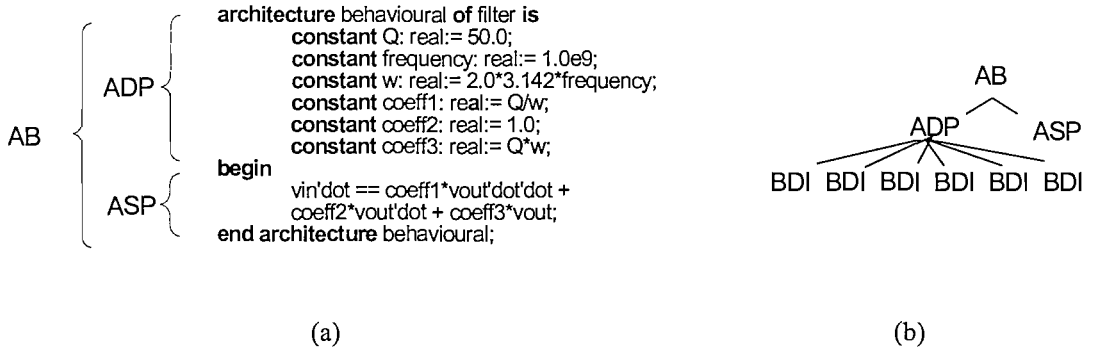 architecture behavioural of filter is
constant Q: real:= 50.0;
constant frequency: real:= 1.0e9;
constant w: real:= 2.0*3.142*frequency;
constant coeff1: real:= Q/w;
constant coeff2: real:= 1.0;
constant coeff3: real:= Q*w;
begin
vin'dot == coeff1*vout'dot'dot +
coeff2*vout'dot + coeff3*vout;
end architecture behavioural;
AB
ADP
ASP
(a)
AB
ADP ASP
BDI BDI BDI BDI BDI BDI
(b)